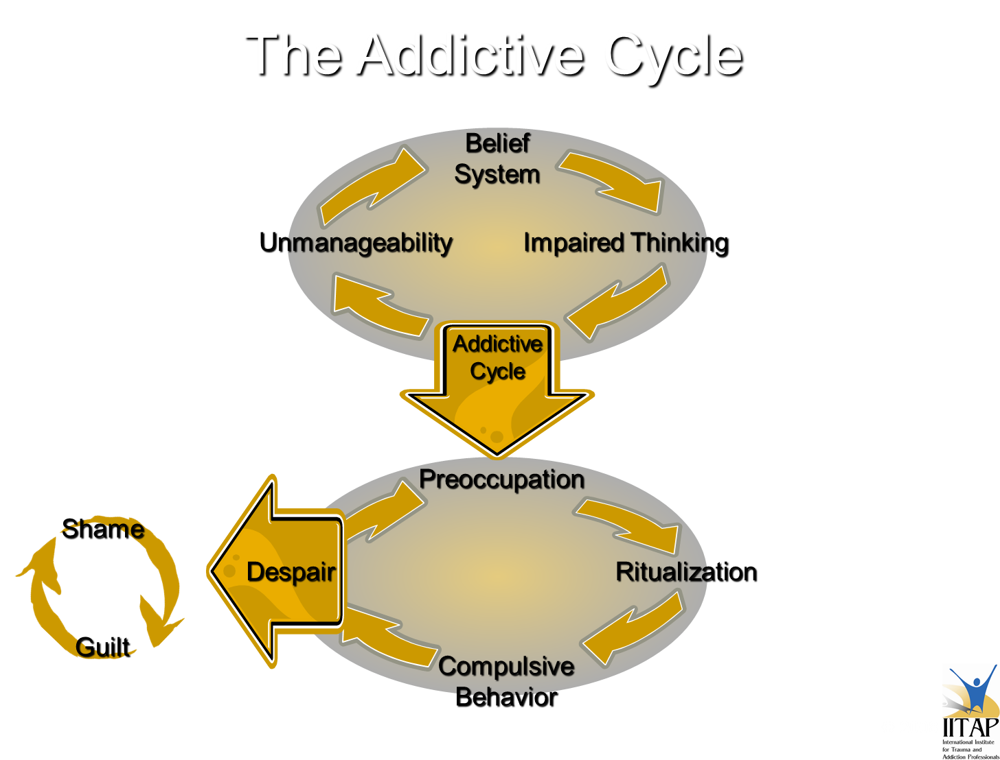 The Addictive Cycle
Belief
System
Unmanageability
Impaired Thinking
Addictive
Cycle
Preoccupation
Shame
Despair
Ritualization
Guilt
Compulsive
Behavior
IITAP
International Institute
for Trauma and
Addiction Professionals